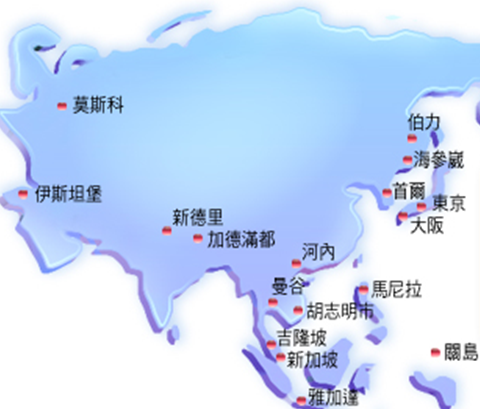 莫斯科
伯力
海參崴
伊斯坦堡
首爾
東京
大阪
新德里
加德滿都
河內
曼谷
馬尼拉
胡志明市
吉隆坡
新加坡
關島
雅加達